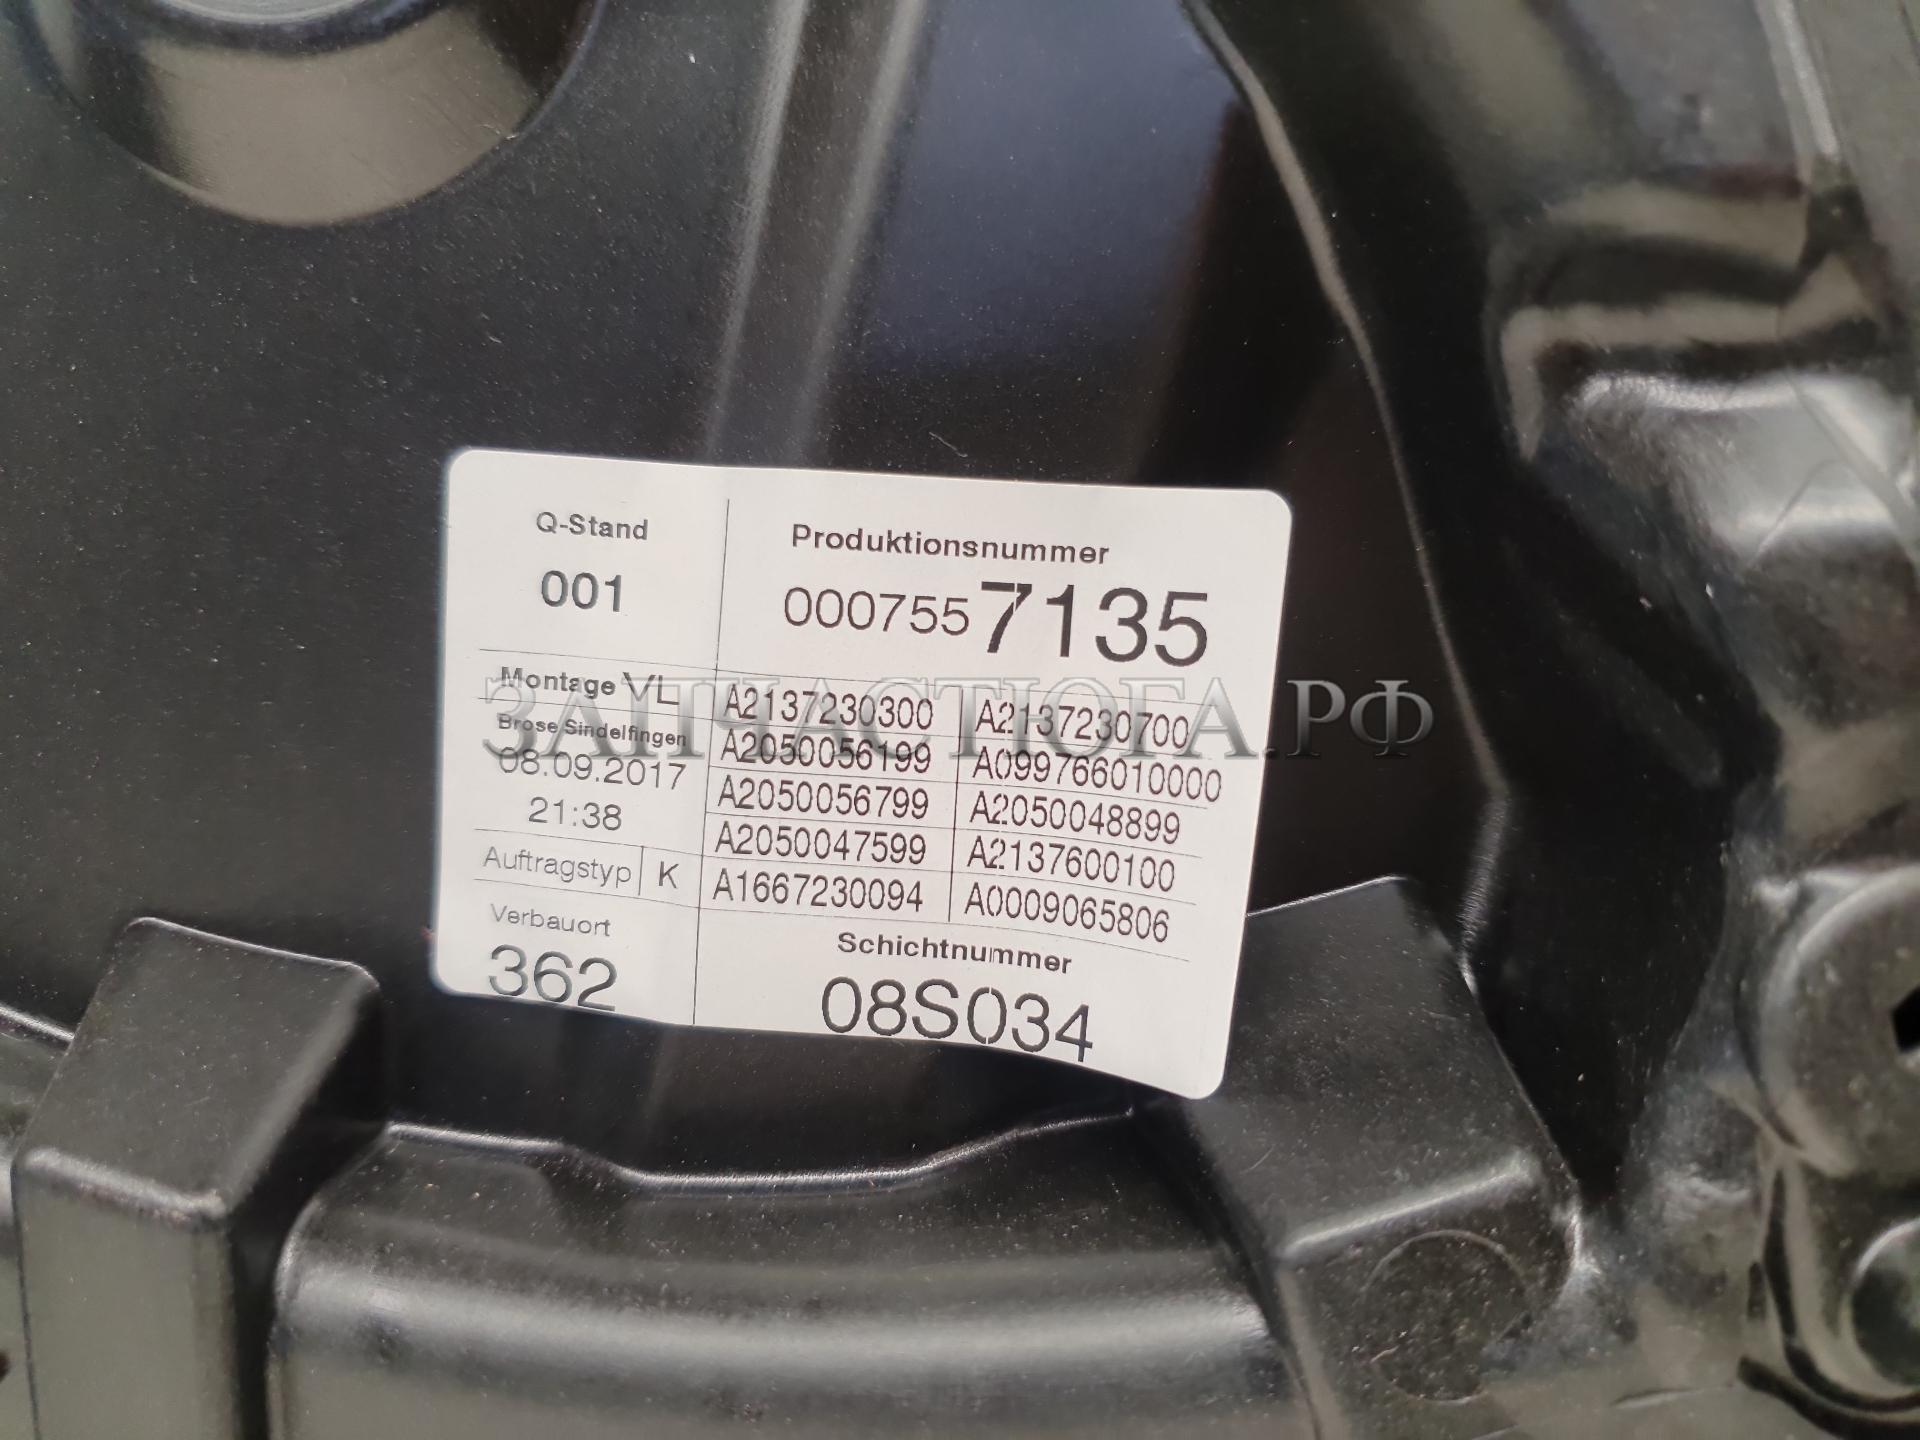 Q-Stand
001
Produktionsnummer
0007557135
Montage VL
Brose Sindelfingen
08.09.2017
21:38
Auftragstyp K
Verbauort
362
A2137230300 A2137230700
A2050056199 A099766010000
A2050056799 A2050048899
A2050047599 A2137600100
A1667230094 A0009065806
Schichtnummer
08S034
ЗАПЧАСТЮГА.РФ